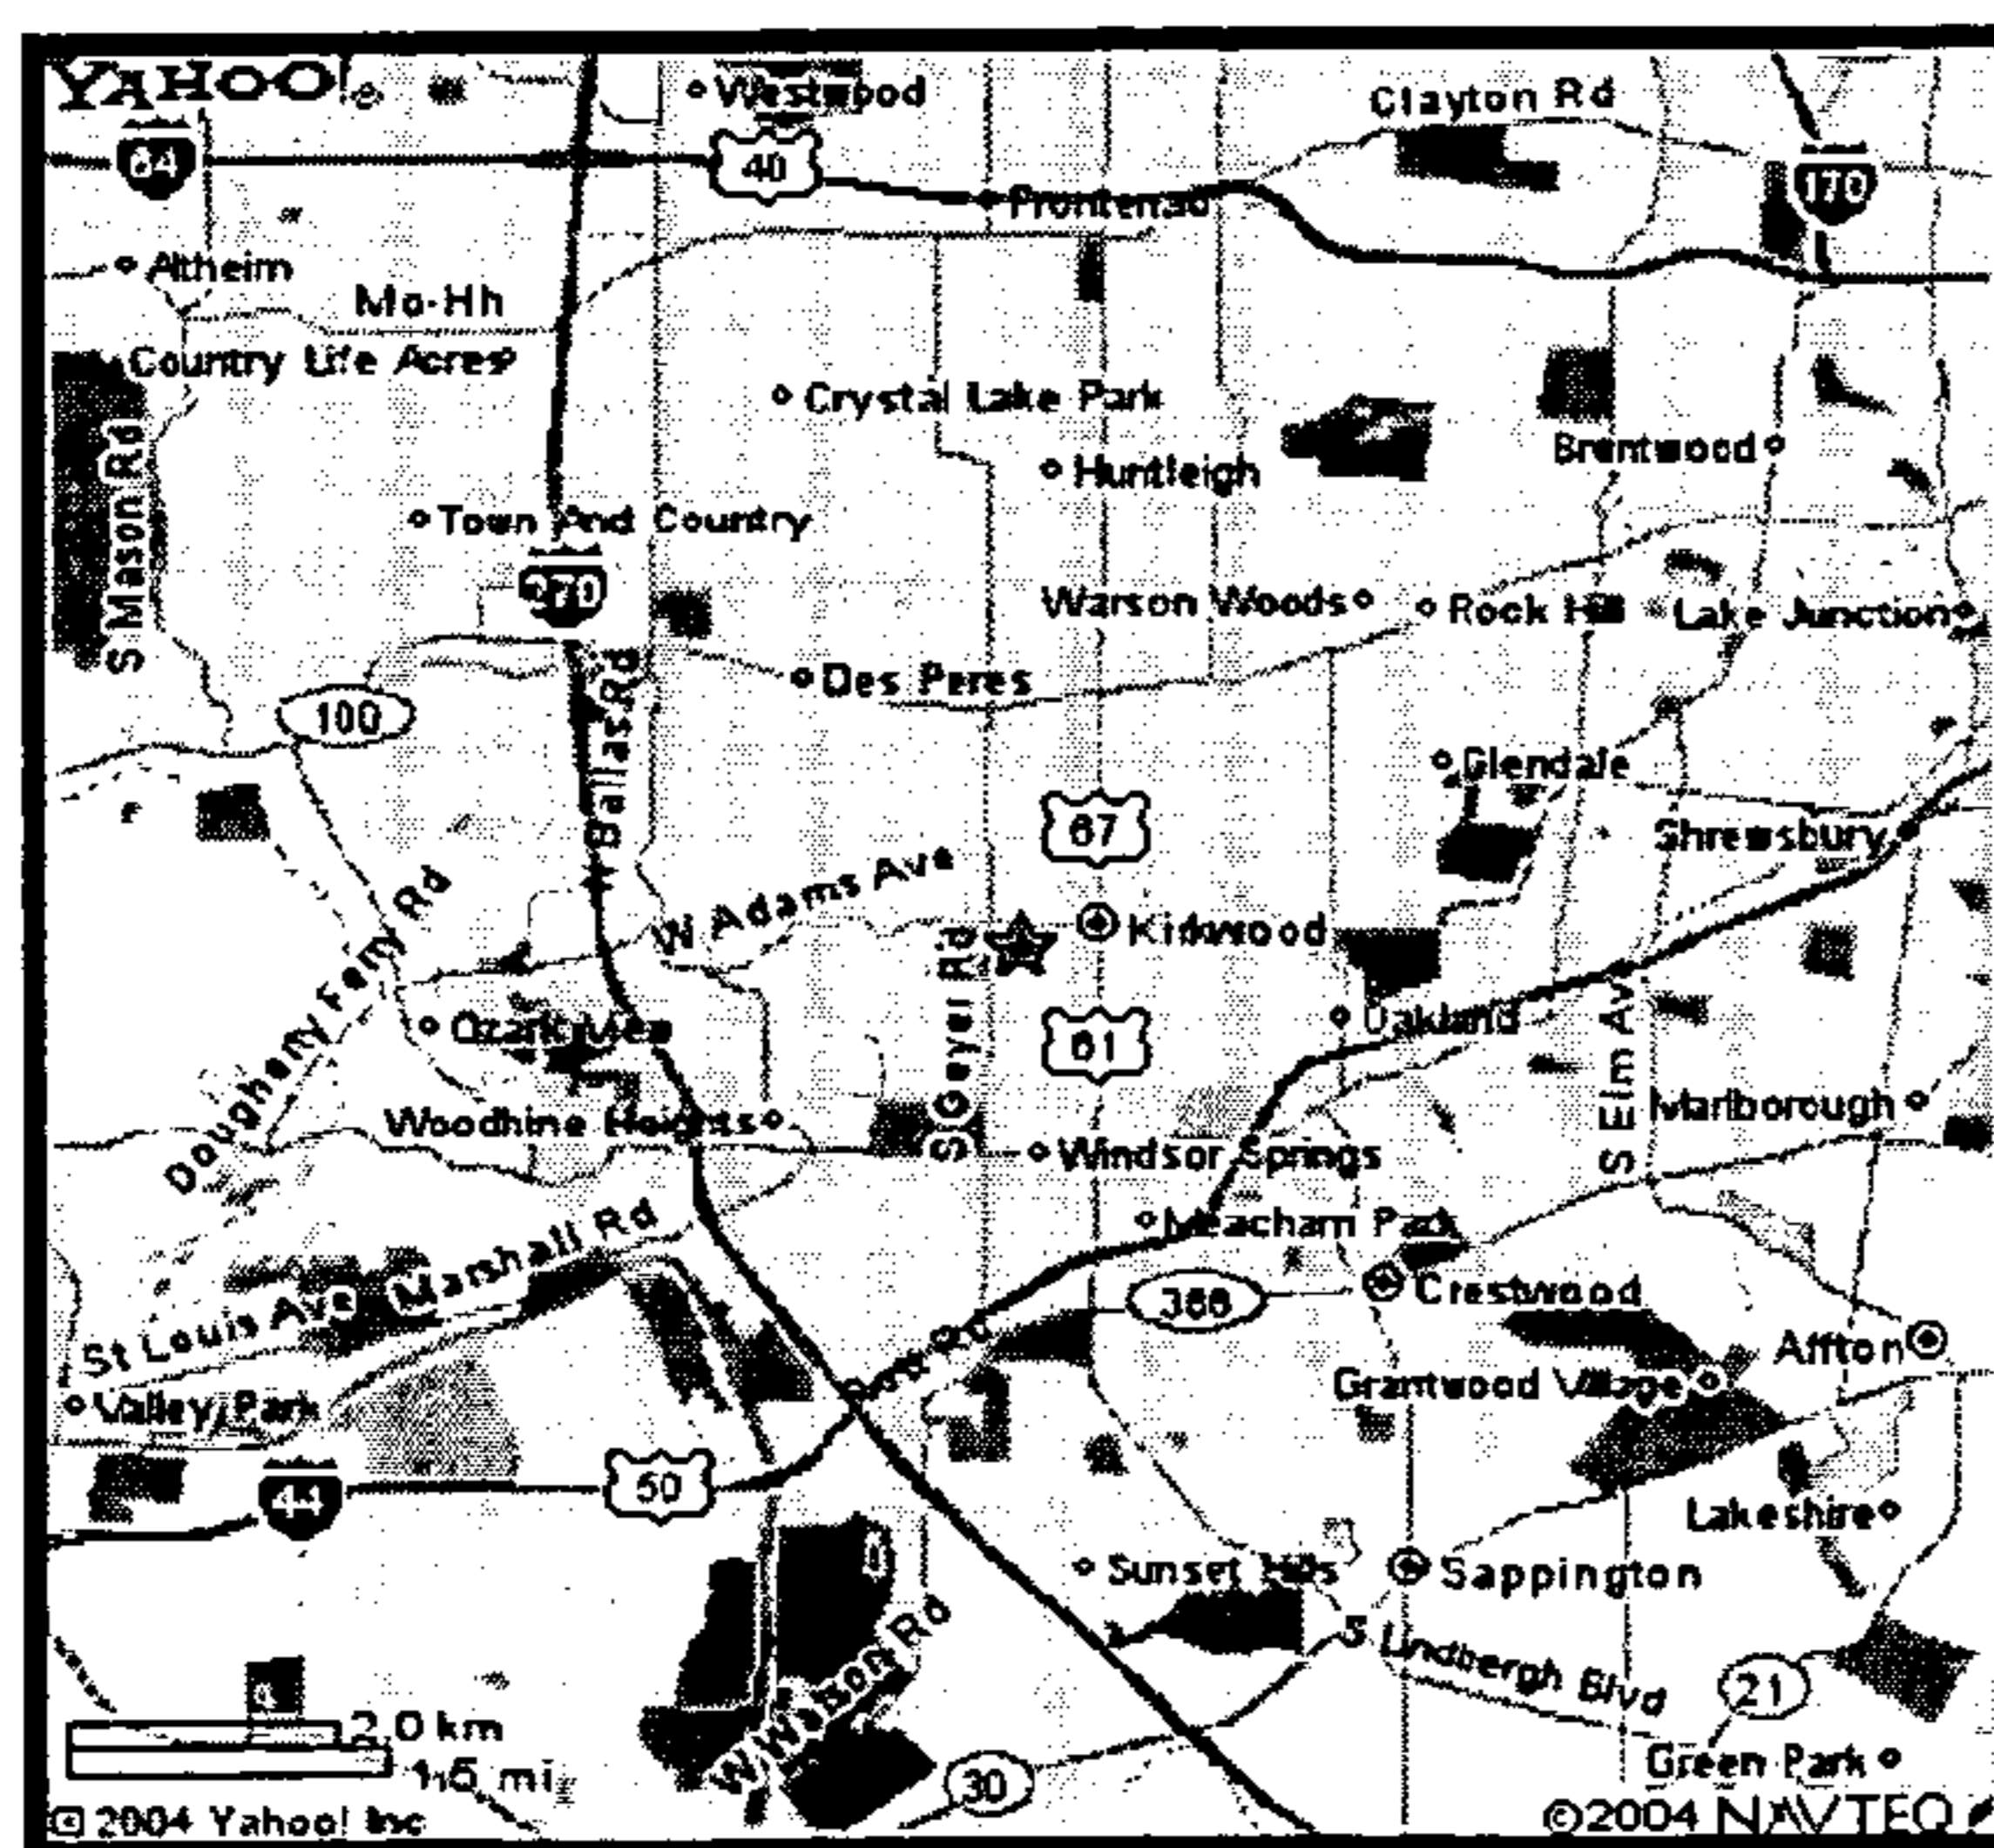 YAHOO!
Westwood
Clayton Rd
64
40
170
Frontenac
Altheim
Mo-Hh
Country Life Acres
Crystal Lake Park
Brentwood
Huntleigh
S Mason Rd
Town And Country
270
Warson Woods
Rock Hill
Lake Junction
Des Peres
100
N Ballas Rd
Glendale
67
Shrewsbury
W Adams Ave
Kirkwood
Dougherty Ferry Rd
S Geyer Rd
Ozark View
61
Oakland
S Elm Av
Marlborough
Woodbine Heights
Windsor Springs
Meacham Park
Marshall Rd
366
Crestwood
St Louis Ave
Affton
Grantwood Village
Valley Park
44
50
Lakeshire
Sunset Hills
Sappington
W Watson Rd
S Lindbergh Blvd
21
2.0 km
1.5 mi
30
Green Park
© 2004 Yahoo! Inc
©2004 NAVTEQ